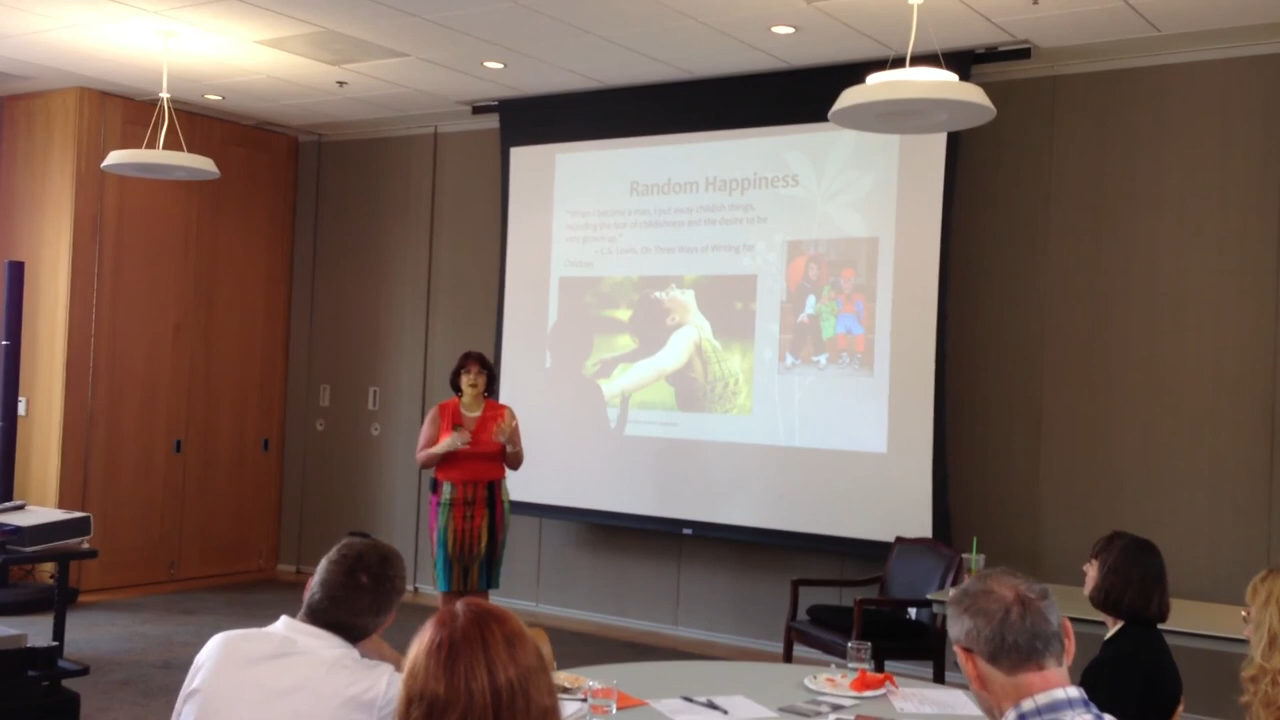 Random Happiness
"When I became a man, I put away childish things,
including the fear of childishness and the desire to be
very grown up."
- C.S. Lewis, On Three Ways of Writing for
Children